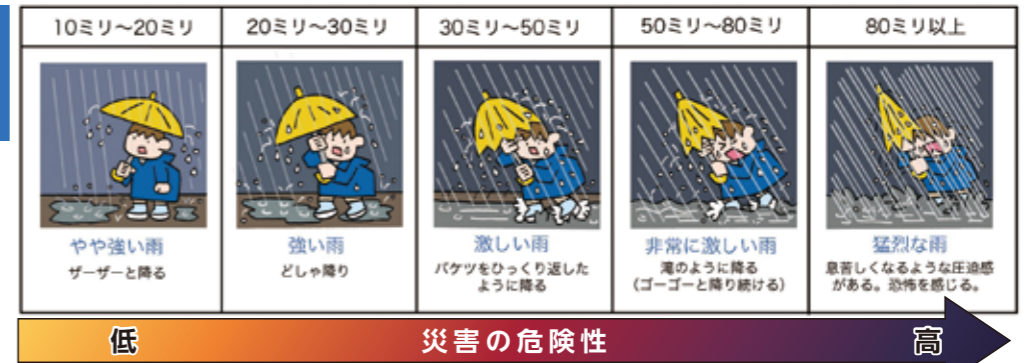 10ミリ～20ミリ
20ミリ～30ミリ
30ミリ～50ミリ
50ミリ～80ミリ
80ミリ以上
やや強い雨
ザーザーと降る
強い雨
どしゃ降り
激しい雨
バケツをひっくり返した
ように降る
非常に激しい雨
滝のように降る
(ゴーゴーと降り続ける)
猛烈な雨
息苦しくなるような圧迫感
がある。恐怖を感じる。
低 災害の危険性 高